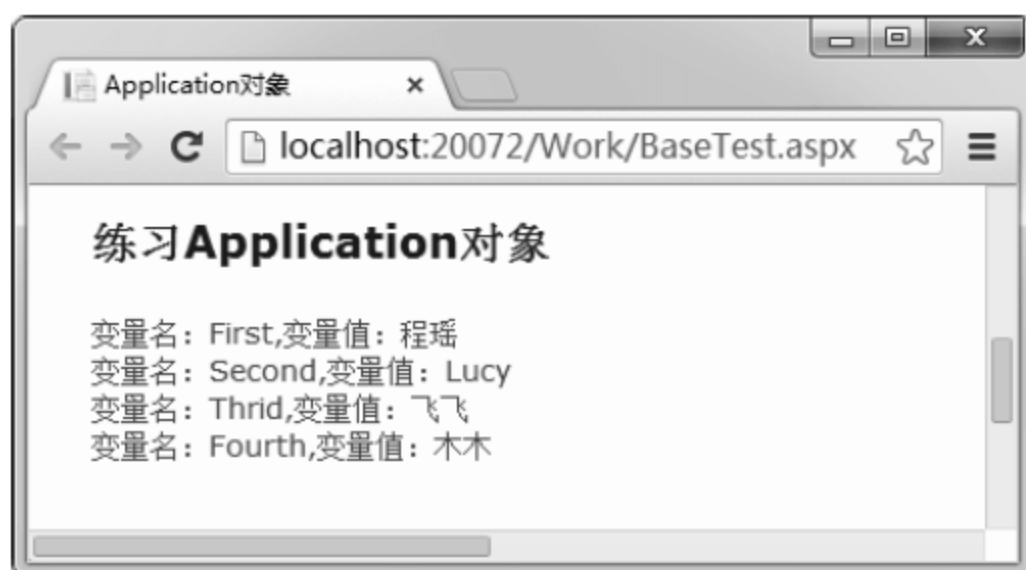 Application对象
localhost:20072/Work/BaseTest.aspx
练习Application对象
变量名：First,变量值：程瑶
变量名：Second,变量值：Lucy
变量名：Thrid,变量值：飞飞
变量名：Fourth,变量值：木木